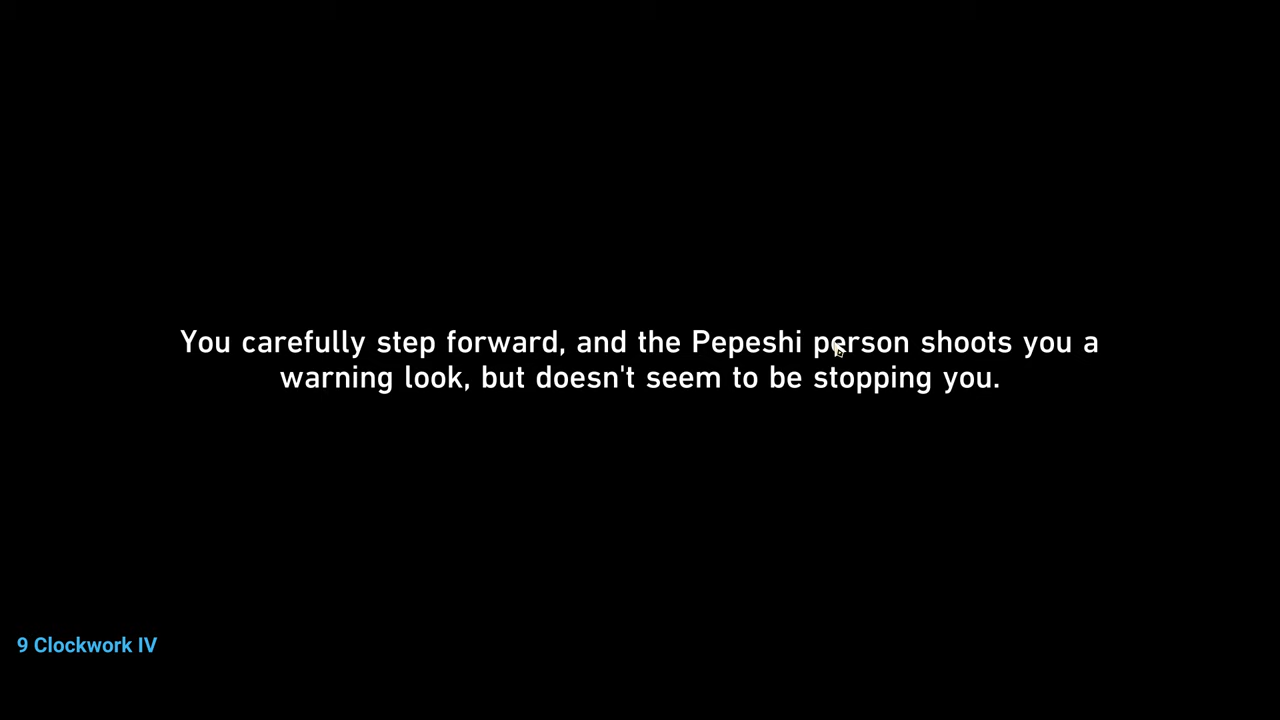 You carefully step forward, and the Pepeshi person shoots you a
warning look, but doesn't seem to be stopping you.
9 Clockwork IV